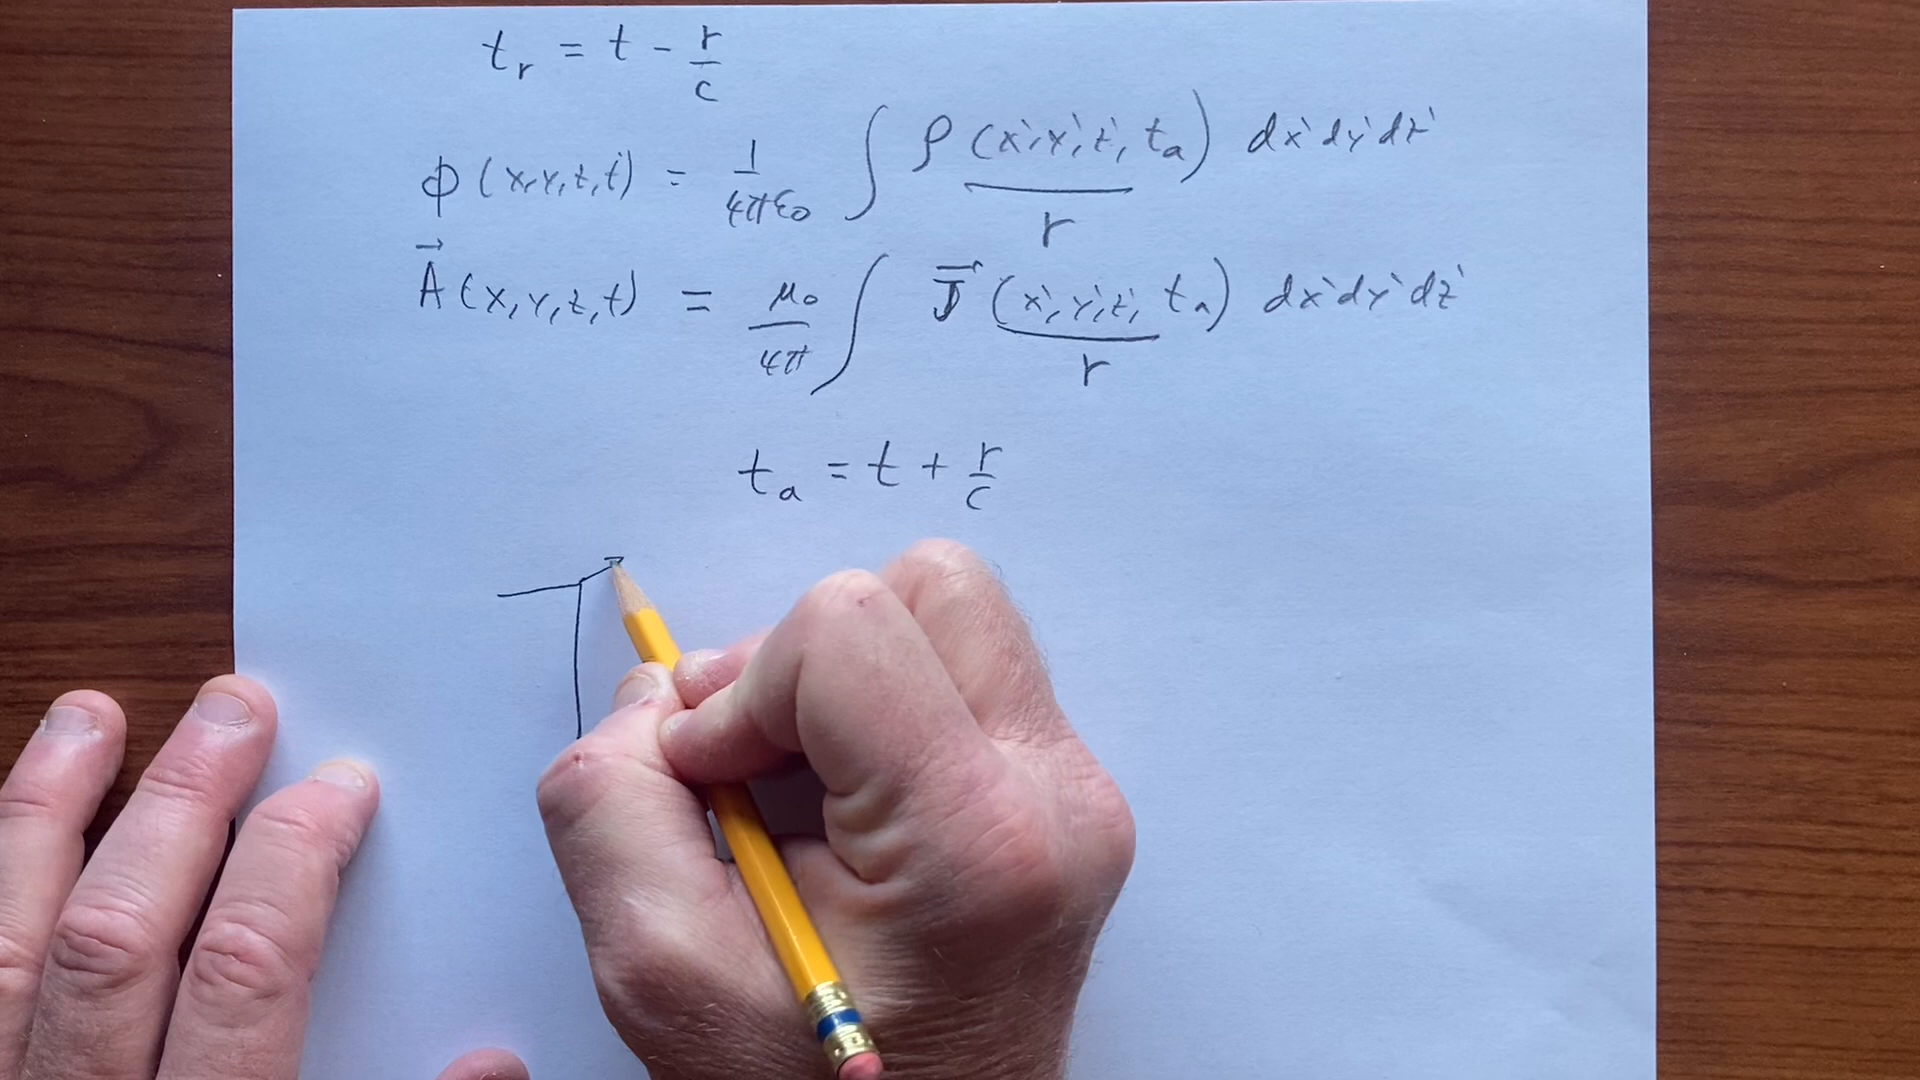 t_r = t - r/c
ϕ(x,y,z,t) = 1/4πε₀ ∫ ρ(x',y',z',t_a)/r dx'dy'dz'
A⃗(x,y,z,t) = μ₀/4π ∫ J⃗(x',y',z',t_a)/r dx'dy'dz'
t_a = t + r/c